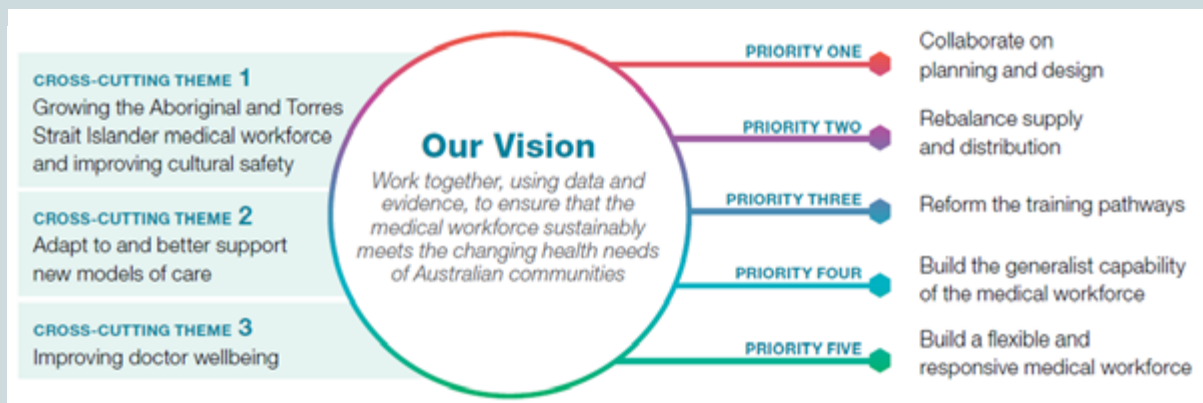 CROSS-CUTTING THEME 1
Growing the Aboriginal and Torres
Strait Islander medical workforce
and improving cultural safety
CROSS-CUTTING THEME 2
Adapt to and better support
new models of care
CROSS-CUTTING THEME 3
Improving doctor wellbeing
Our Vision
Work together, using data and
evidence, to ensure that the
medical workforce sustainably
meets the changing health needs
of Australian communities
PRIORITY ONE
Collaborate on
planning and design
PRIORITY TWO
Rebalance supply
and distribution
PRIORITY THREE
Reform the training pathways
PRIORITY FOUR
Build the generalist capability
of the medical workforce
PRIORITY FIVE
Build a flexible and
responsive medical workforce